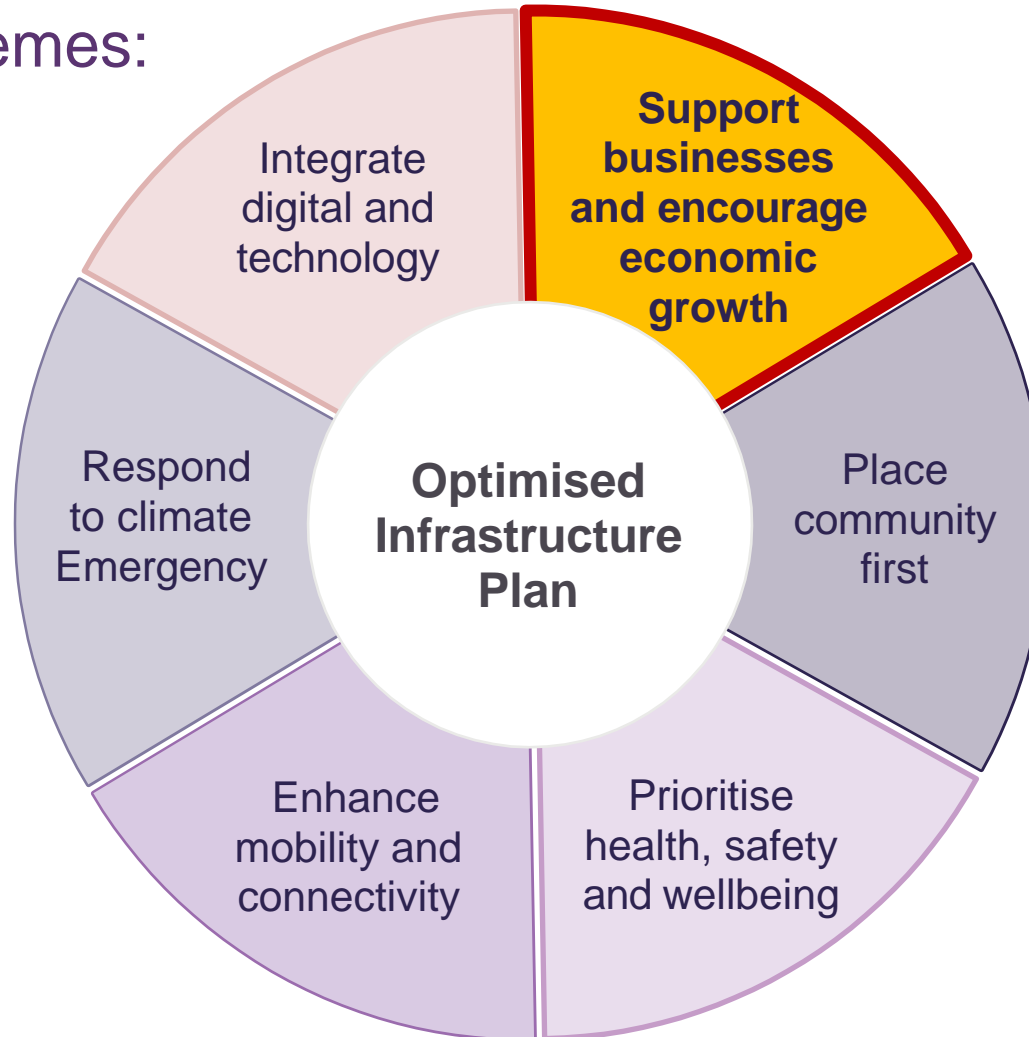 emes:
Support
businesses
and encourage
economic
growth
Integrate
digital and
technology
Place
community
first
Respond
to climate
Emergency
Optimised
Infrastructure
Plan
Enhance
mobility and
connectivity
Prioritise
health, safety
and wellbeing